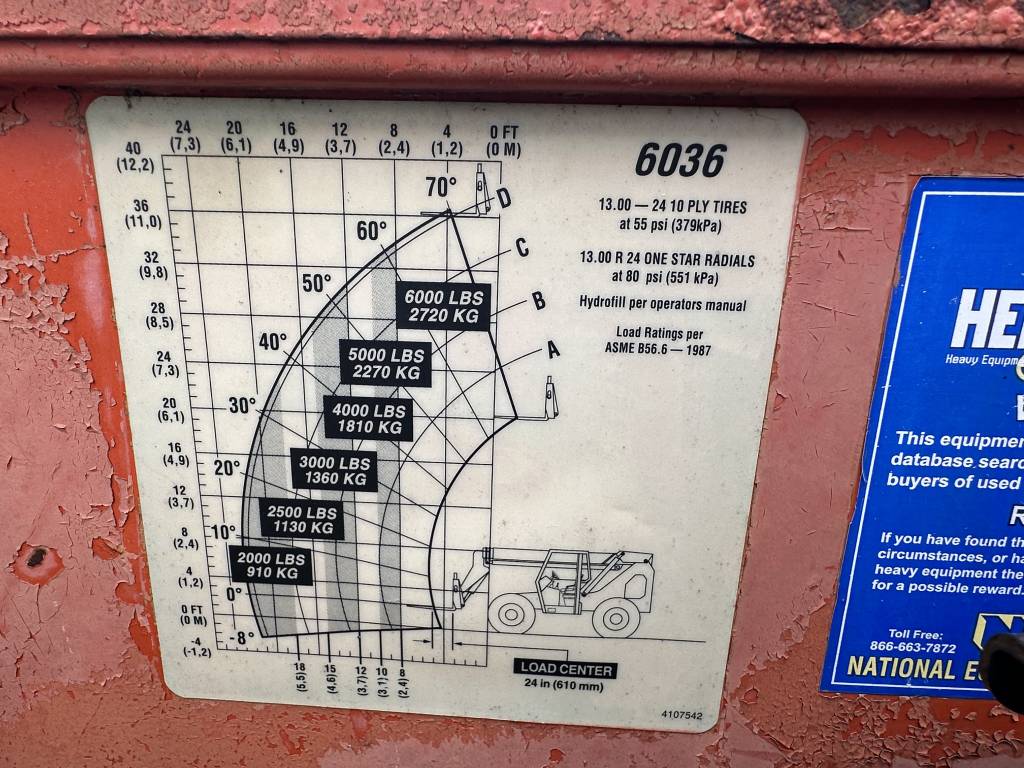 24 20 16 12 8 4 0 FT
(7,3) (6,1) (4,9) (3,7) (2,4) (1,2) (0 M)
40
(12,2)
36
(11,0)
32
(9,8)
28
(8,5)
24
(7,3)
20
(6,1)
16
(4,9)
12
(3,7)
8
(2,4)
4
(1,2)
0 FT
(0 M)
-4
(-1,2)
70°
60°
50°
40°
30°
20°
10°
0°
-8°
D
C
B
A
6000 LBS
2720 KG
5000 LBS
2270 KG
4000 LBS
1810 KG
3000 LBS
1360 KG
2500 LBS
1130 KG
2000 LBS
910 KG
18 15 12 10 8
(5,5) (4,6) (3,7) (3,1) (2,4)
LOAD CENTER
24 in (610 mm)
6036
13.00 — 24 10 PLY TIRES
at 55 psi (379kPa)
13.00 R 24 ONE STAR RADIALS
at 80 psi (551 kPa)
Hydrofill per operators manual
Load Ratings per
ASME B56.6 — 1987
4107542
HE
Heavy Equipm
This equipmen
database sear
buyers of used
R
If you have found th
circumstances, or ha
heavy equipment the
for a possible reward.
Toll Free:
866-663-7872
NATIONAL E